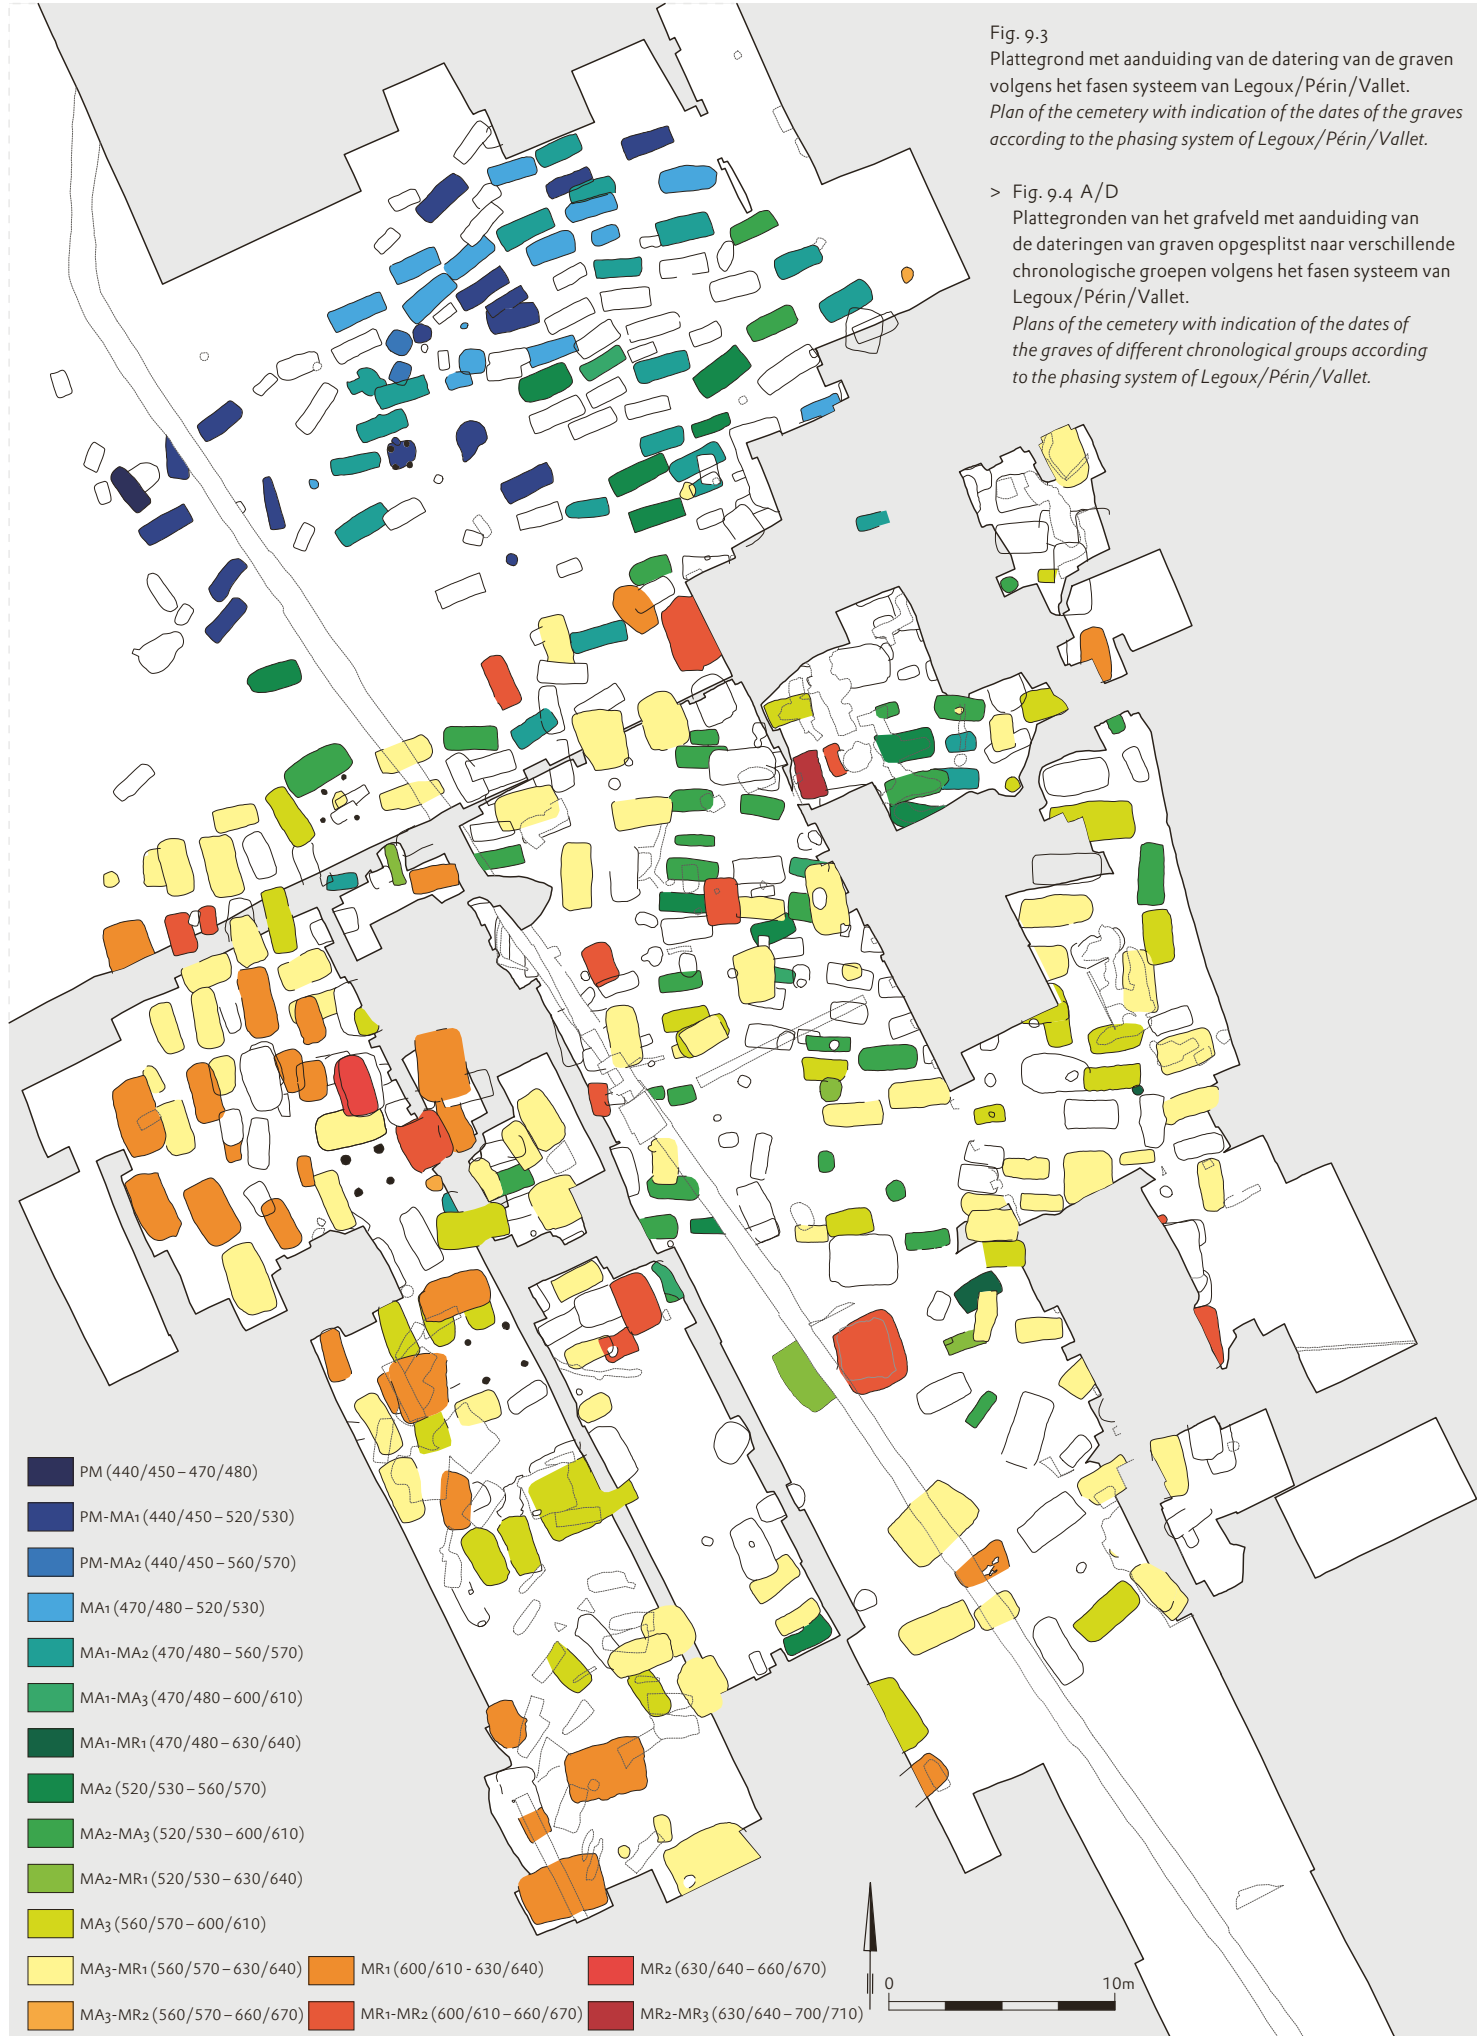 Fig. 9.3
Plattegrond met aanduiding van de datering van de graven
volgens het fasen systeem van Legoux/Périn/Vallet.
Plan of the cemetery with indication of the dates of the graves
according to the phasing system of Legoux/Périn/Vallet.
> Fig. 9.4 A/D
Plattegronden van het grafveld met aanduiding van
de dateringen van graven opgesplitst naar verschillende
chronologische groepen volgens het fasen systeem van
Legoux/Périn/Vallet.
Plans of the cemetery with indication of the dates of
the graves of different chronological groups according
to the phasing system of Legoux/Périn/Vallet.
PM (440/450–470/480)
PM-MA1 (440/450–520/530)
PM-MA2 (440/450–560/570)
MA1 (470/480–520/530)
MA1-MA2 (470/480–560/570)
MA1-MA3 (470/480–600/610)
MA1-MR1 (470/480–630/640)
MA2 (520/530–560/570)
MA2-MA3 (520/530–600/610)
MA2-MR1 (520/530–630/640)
MA3 (560/570–600/610)
MA3-MR1 (560/570–630/640)
MA3-MR2 (560/570–660/670)
MR1 (600/610 - 630/640)
MR1-MR2 (600/610–660/670)
MR2 (630/640–660/670)
MR2-MR3 (630/640–700/710)
0 10m